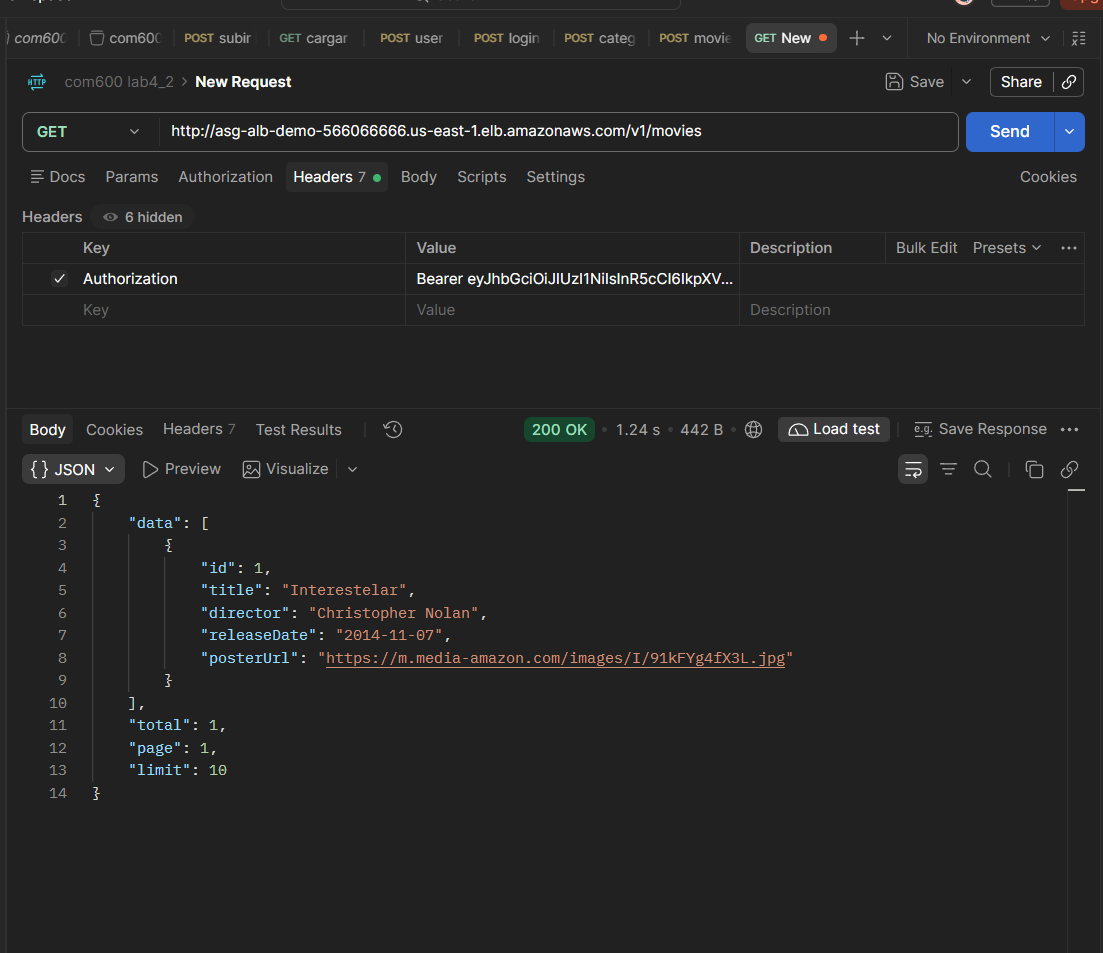 com600 com600 POST subir GET cargar POST user POST login POST categ POST movie GET New No Environment
HTTP com600 lab4_2 > New Request Save Share
GET http://asg-alb-demo-566066666.us-east-1.elb.amazonaws.com/v1/movies Send
Docs Params Authorization Headers 7 Body Scripts Settings Cookies
Headers 6 hidden
Key Value Description Bulk Edit Presets
Authorization Bearer eyJhbGciOiJIUzI1NiIsInR5cCI6IkpXV...
Key Value Description
Body Cookies Headers 7 Test Results 200 OK • 1.24 s • 442 B • Load test e.g. Save Response
{} JSON Preview Visualize
1 {
2 "data": [
3 {
4 "id": 1,
5 "title": "Interestelar",
6 "director": "Christopher Nolan",
7 "releaseDate": "2014-11-07",
8 "posterUrl": "https://m.media-amazon.com/images/I/91kFYg4fX3L.jpg"
9 }
10 ],
11 "total": 1,
12 "page": 1,
13 "limit": 10
14 }